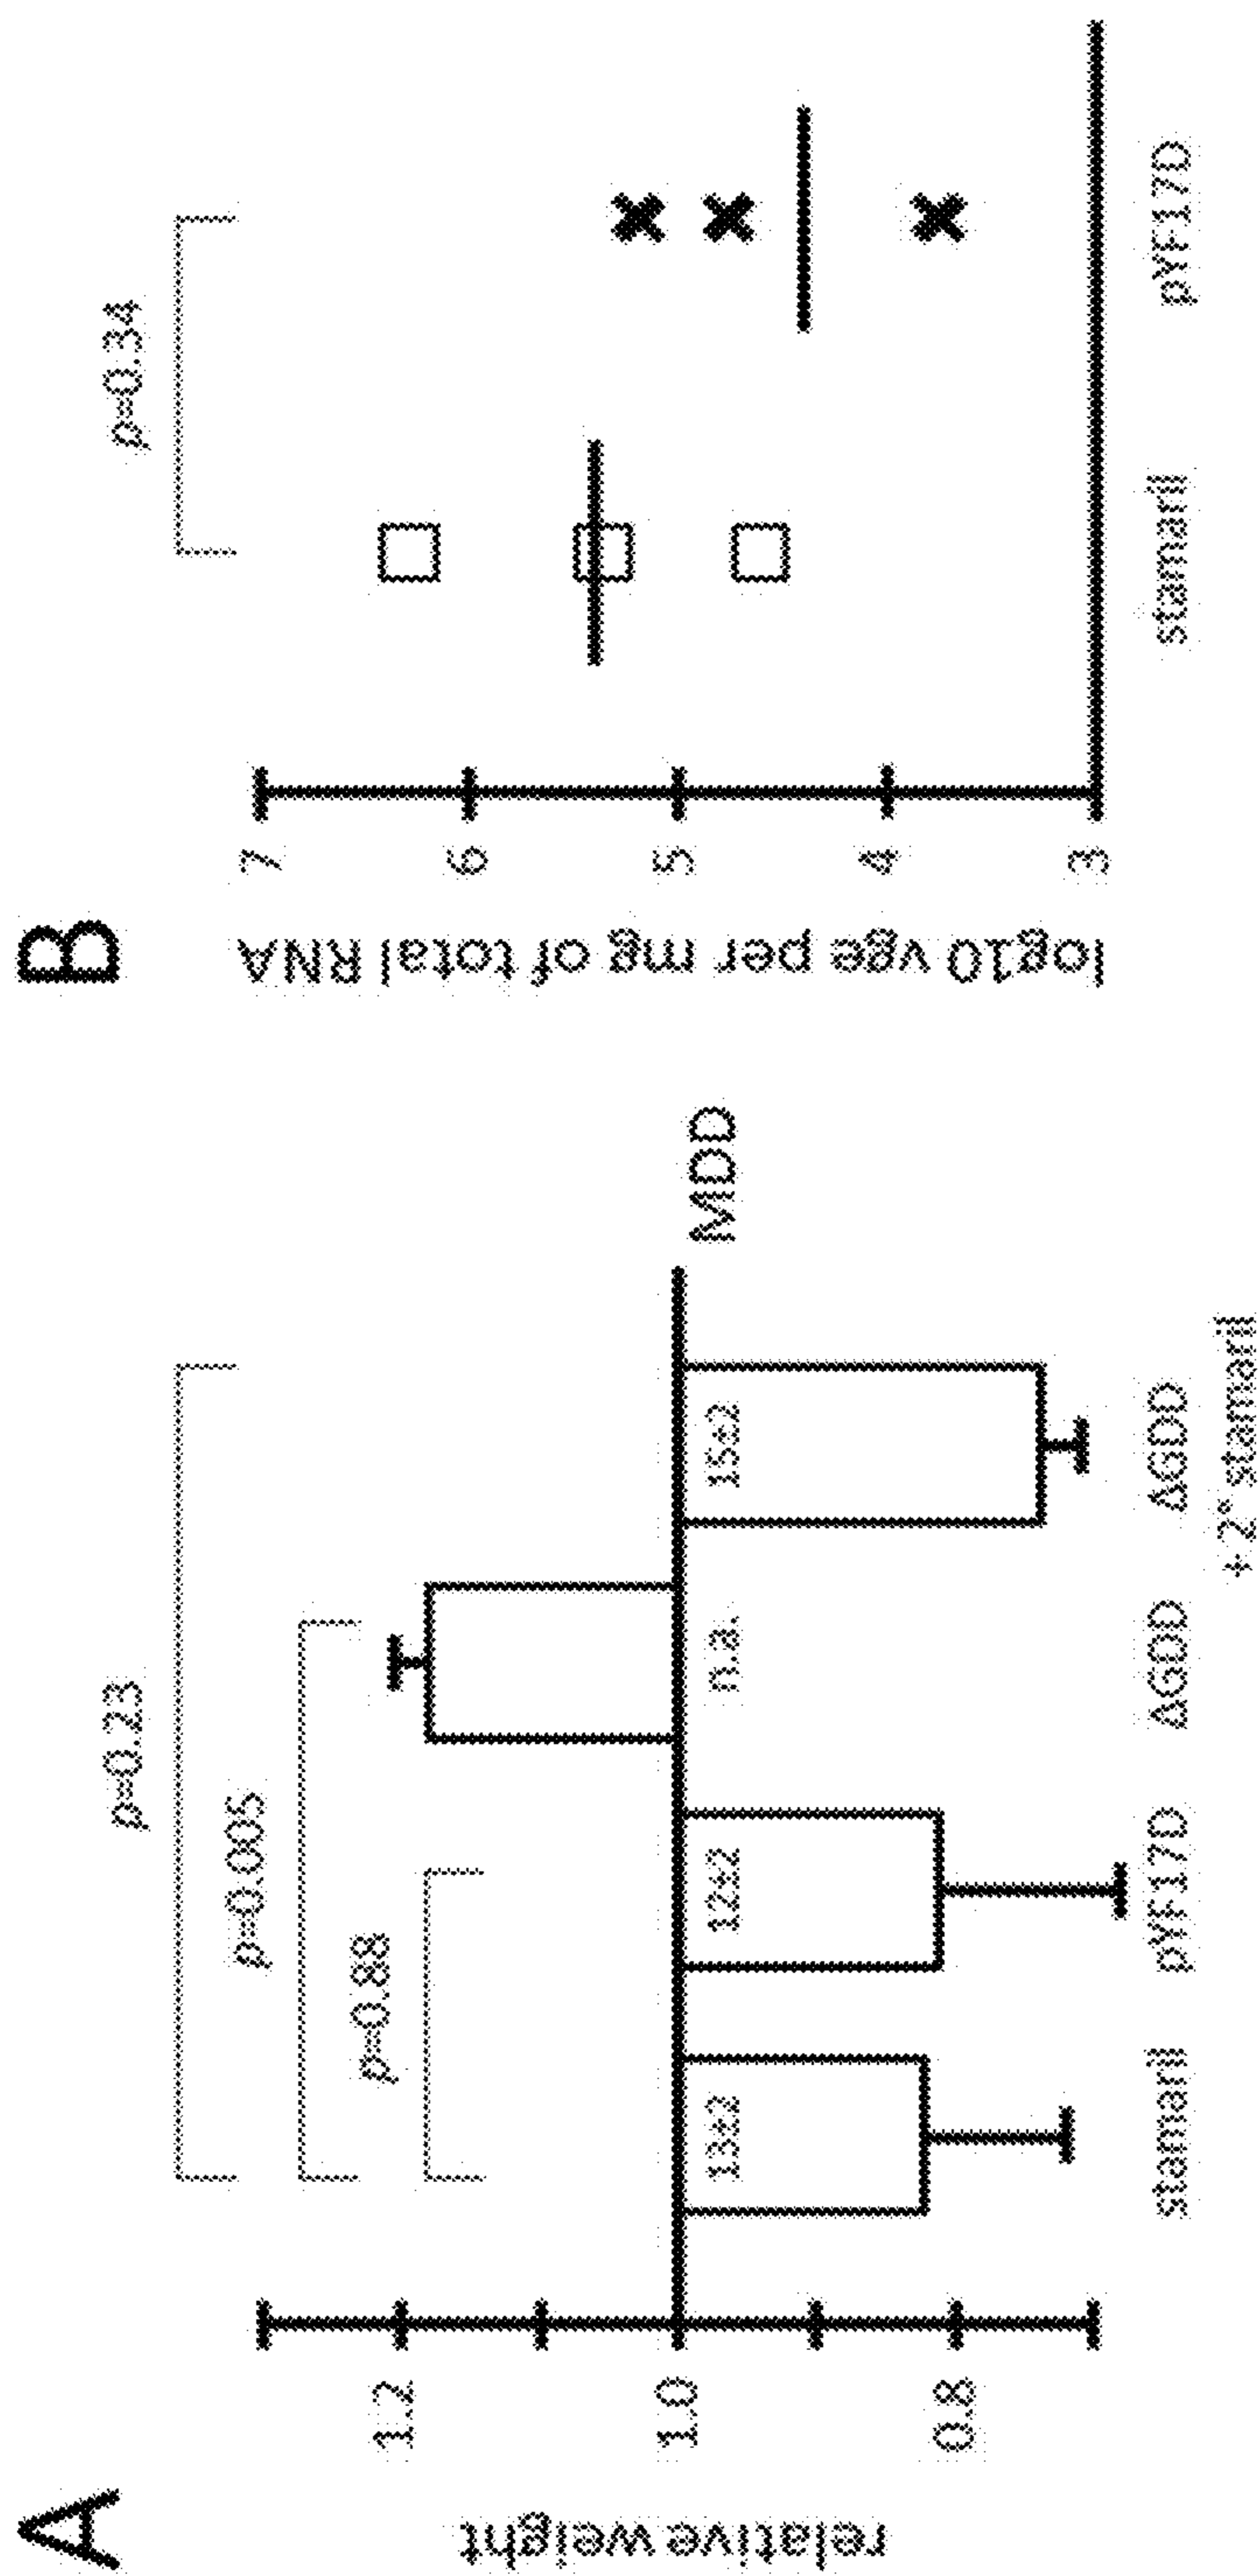 A
relative weight
1.2
1.0
0.8
p=0.23
p=0.005
p=0.88
13±2
12±2
n.a.
15±2
MDD
stamaril
pYF17D
ΔGDD
ΔGDD
+ 2° stamaril
B
log10 vge per mg of total RNA
7
6
5
4
3
p=0.34
stamaril
pYF17D